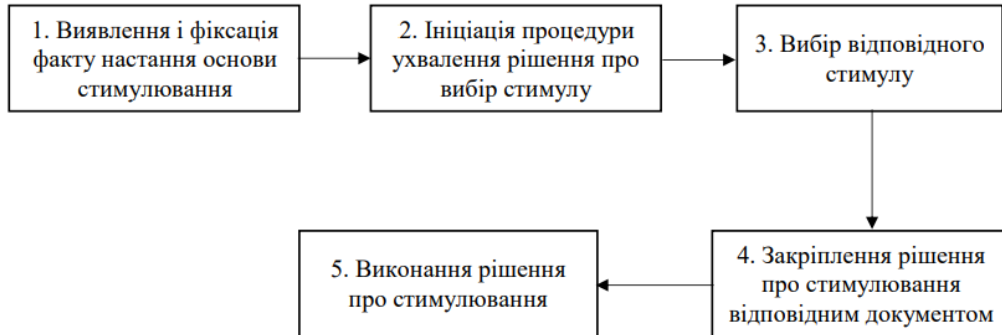 1. Виявлення і фіксація
факту настання основи
стимулювання
2. Ініціація процедури
ухвалення рішення про
вибір стимулу
3. Вибір відповідного
стимулу
4. Закріплення рішення
про стимулювання
відповідним документом
5. Виконання рішення
про стимулювання